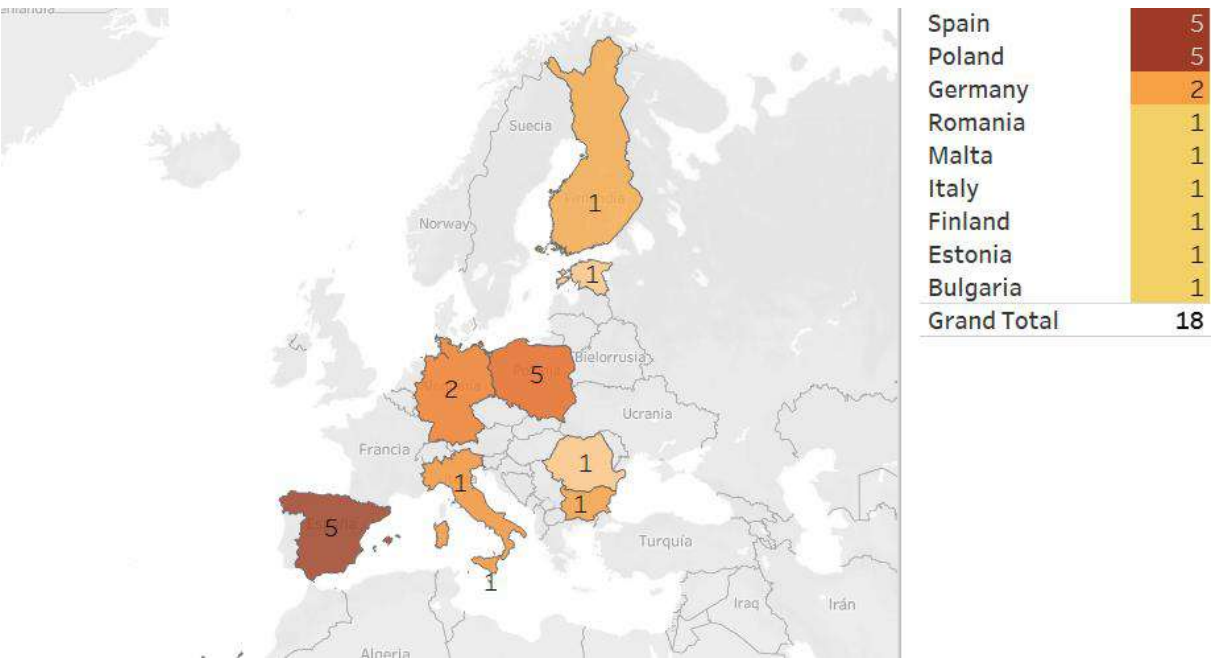 Suecia
1
Norway
1
Bielorrusia
2
5
Ucrania
Francia
1
1
1
5
Turquía
1
Iraq
Irán
Algeria
Spain 5
Poland 5
Germany 2
Romania 1
Malta 1
Italy 1
Finland 1
Estonia 1
Bulgaria 1
Grand Total 18